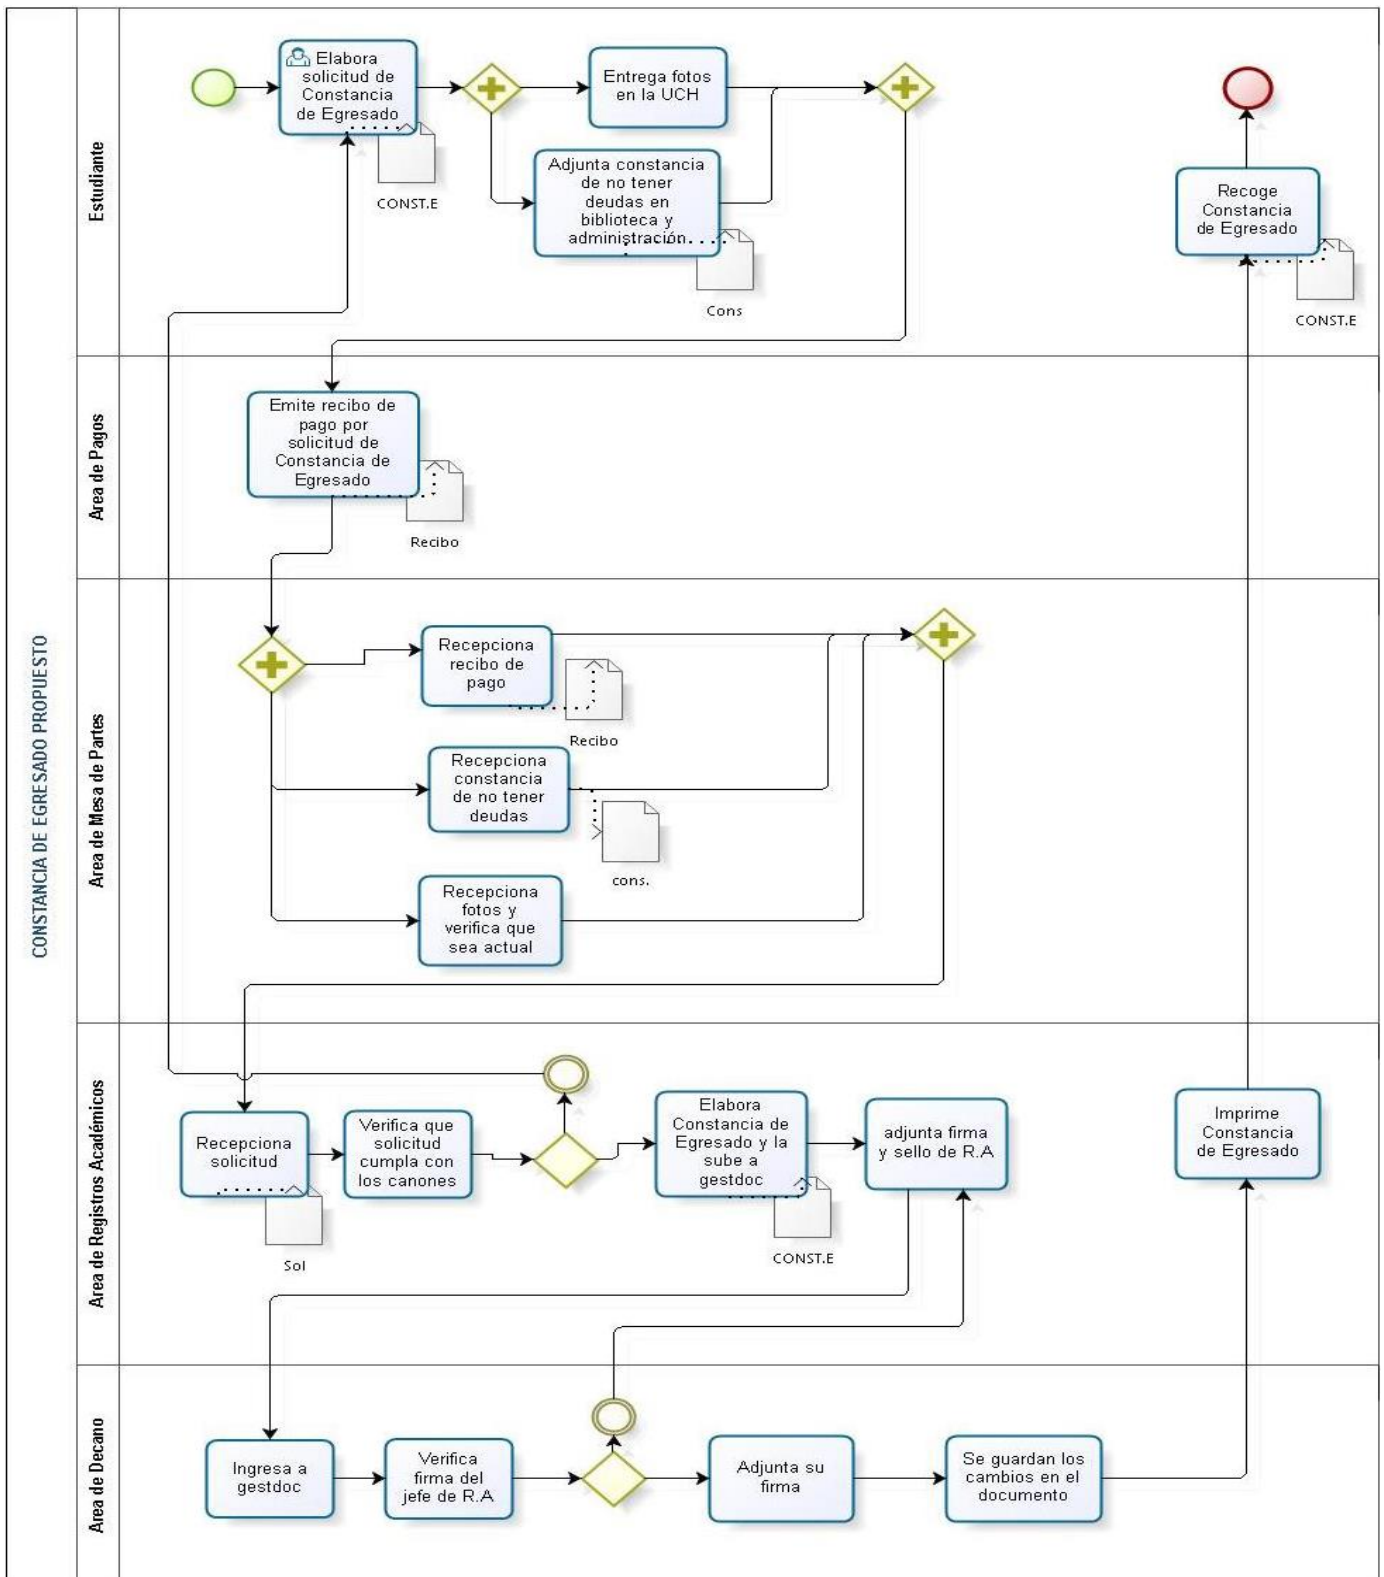 CONSTANCIA DE EGRESADO PROPUESTO
Estudiante
Elabora
solicitud de
Constancia
de Egresado
CONST.E
Entrega fotos
en la UCH
Adjunta constancia
de no tener
deudas en
biblioteca y
administración
Cons
Recoge
Constancia
de Egresado
CONST.E
Area de Pagos
Emite recibo de
pago por
solicitud de
Constancia de
Egresado
Recibo
Area de Mesa de Partes
Recepciona
recibo de
pago
Recibo
Recepciona
constancia
de no tener
deudas
cons.
Recepciona
fotos y
verifica que
sea actual
Area de Registros Académicos
Recepciona
solicitud
Sol
Verifica que
solicitud
cumpla con
los canones
Elabora
Constancia de
Egresado y la
sube a
gestdoc
CONST.E
adjunta firma
y sello de R.A
Imprime
Constancia
de Egresado
Area de Decano
Ingresa a
gestdoc
Verifica
firma del
jefe de R.A
Adjunta su
firma
Se guardan los
cambios en el
documento